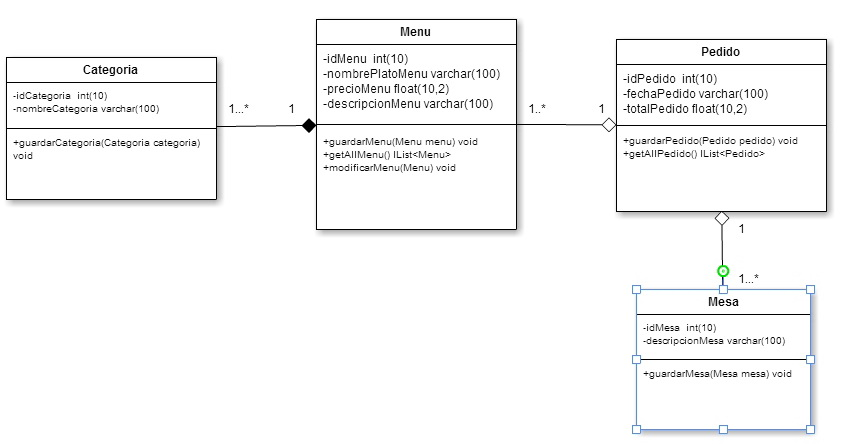 Categoria
-idCategoria int(10)
-nombreCategoria varchar(100)
+guardarCategoria(Categoria categoria)
void
1...*
1
Menu
-idMenu int(10)
-nombrePlatoMenu varchar(100)
-precioMenu float(10,2)
-descripcionMenu varchar(100)
+guardarMenu(Menu menu) void
+getAllMenu() IList<Menu>
+modificarMenu(Menu) void
1..*
1
Pedido
-idPedido int(10)
-fechaPedido varchar(100)
-totalPedido float(10,2)
+guardarPedido(Pedido pedido) void
+getAllPedido() IList<Pedido>
1
1...*
Mesa
-idMesa int(10)
-descripcionMesa varchar(100)
+guardarMesa(Mesa mesa) void